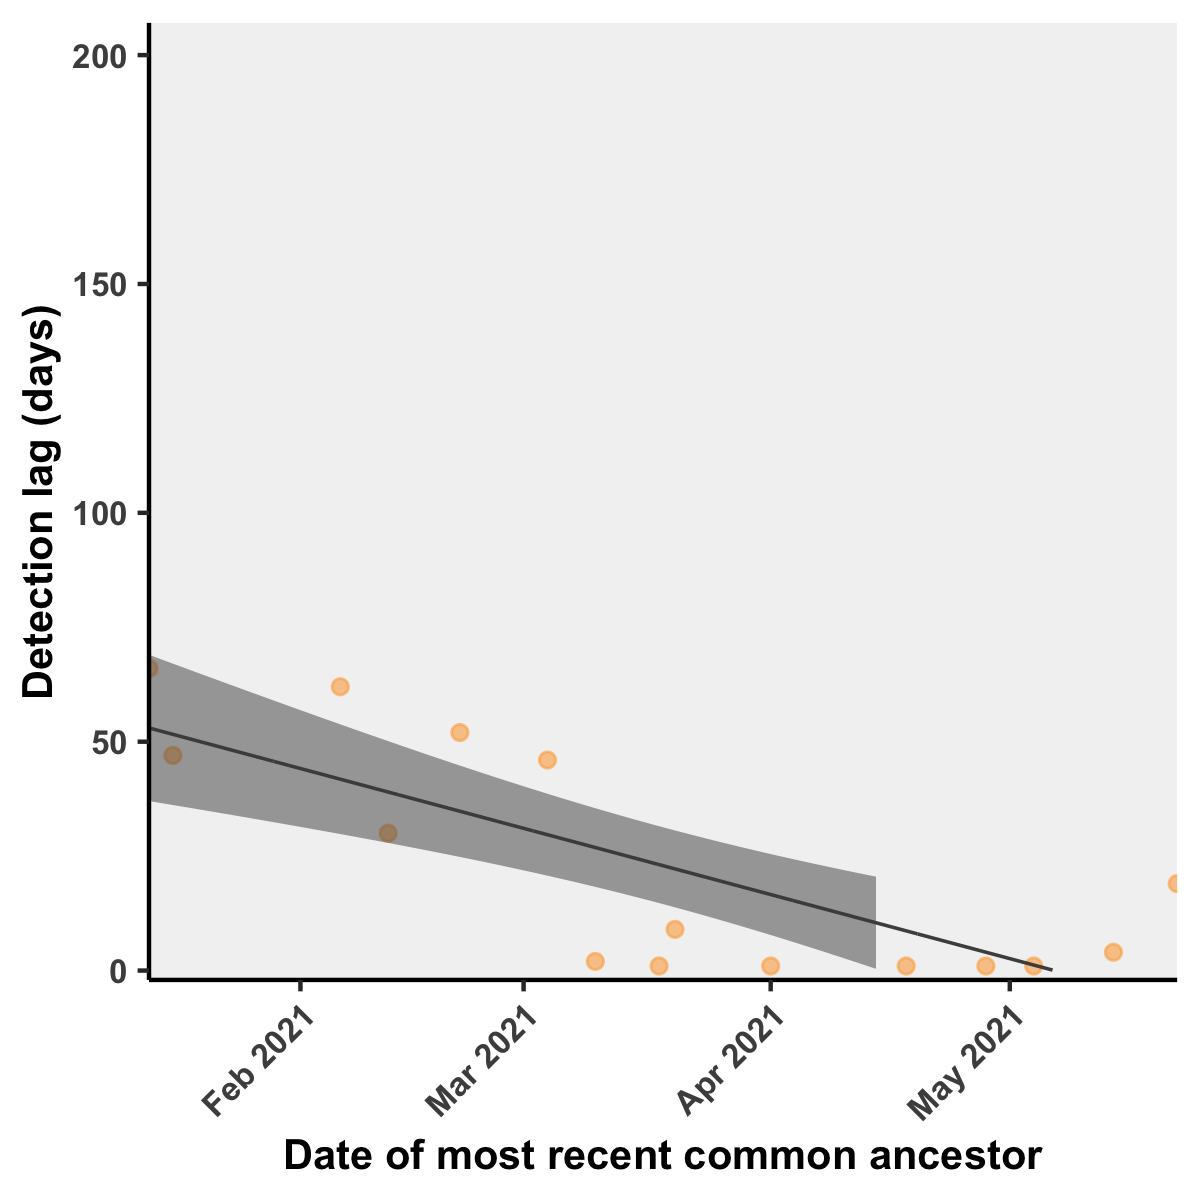 200
150
100
50
0
Detection lag (days)
Feb 2021
Mar 2021
Apr 2021
May 2021
Date of most recent common ancestor